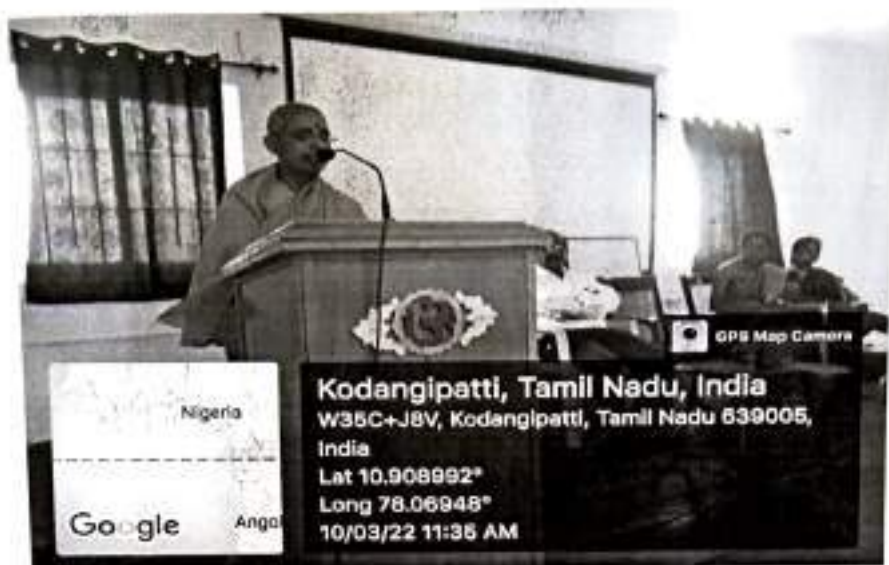 GPS Map Camera
Nigeria
Google
Angol
Kodangipatti, Tamil Nadu, India
W35C+J8V, Kodangipatti, Tamil Nadu 639005,
India
Lat 10.908992°
Long 78.06948°
10/03/22 11:35 AM